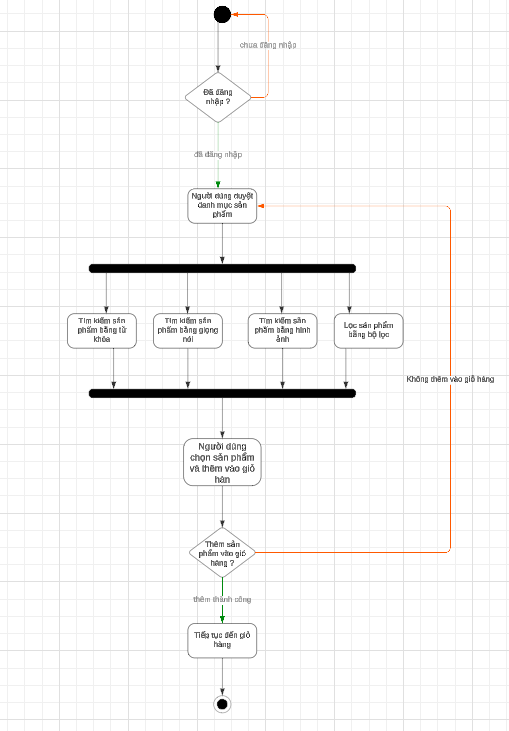 chưa đăng nhập
Đã đăng
nhập ?
đã đăng nhập
Người dùng duyệt
danh mục sản
phẩm
Tìm kiếm sản
phẩm bằng từ
khóa
Tìm kiếm sản
phẩm bằng giọng
nói
Tìm kiếm sản
phẩm bằng hình
ảnh
Lọc sản phẩm
bằng bộ lọc
Không thêm vào giỏ hàng
Người dùng
chọn sản phẩm
và thêm vào giỏ
hàn
Thêm sản
phẩm vào giỏ
hàng ?
thêm thành công
Tiếp tục đến giỏ
hàng